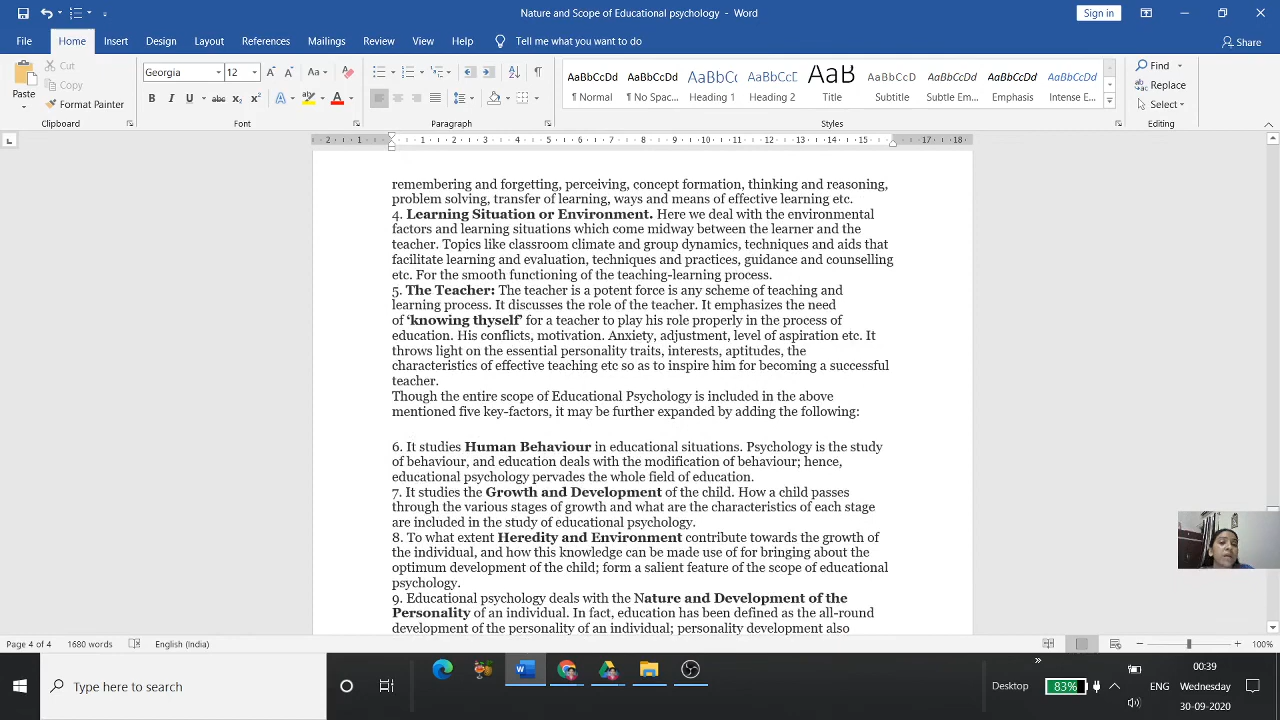 Nature and Scope of Educational psychology - Word
Sign in
File Home Insert Design Layout References Mailings Review View Help Tell me what you want to do Share
Paste
Cut
Copy
Format Painter
Clipboard
Georgia 12
Font
Paragraph
AaBbCcDd AaBbCcDd AaBbCc AaBbCcD AaB AaBbCcD AaBbCcDd AaBbCcDd AaBbCcDd
¶ Normal ¶ No Spac... Heading 1 Heading 2 Title Subtitle Subtle Em... Emphasis Intense E...
Styles
Find
Replace
Select
Editing
2 1 1 2 3 4 5 6 7 8 9 10 11 12 13 14 15 17 18
remembering and forgetting, perceiving, concept formation, thinking and reasoning,
problem solving, transfer of learning, ways and means of effective learning etc.
4. Learning Situation or Environment. Here we deal with the environmental
factors and learning situations which come midway between the learner and the
teacher. Topics like classroom climate and group dynamics, techniques and aids that
facilitate learning and evaluation, techniques and practices, guidance and counselling
etc. For the smooth functioning of the teaching-learning process.
5. The Teacher: The teacher is a potent force is any scheme of teaching and
learning process. It discusses the role of the teacher. It emphasizes the need
of ‘knowing thyself’ for a teacher to play his role properly in the process of
education. His conflicts, motivation. Anxiety, adjustment, level of aspiration etc. It
throws light on the essential personality traits, interests, aptitudes, the
characteristics of effective teaching etc so as to inspire him for becoming a successful
teacher.
Though the entire scope of Educational Psychology is included in the above
mentioned five key-factors, it may be further expanded by adding the following:
6. It studies Human Behaviour in educational situations. Psychology is the study
of behaviour, and education deals with the modification of behaviour; hence,
educational psychology pervades the whole field of education.
7. It studies the Growth and Development of the child. How a child passes
through the various stages of growth and what are the characteristics of each stage
are included in the study of educational psychology.
8. To what extent Heredity and Environment contribute towards the growth of
the individual, and how this knowledge can be made use of for bringing about the
optimum development of the child; form a salient feature of the scope of educational
psychology.
9. Educational psychology deals with the Nature and Development of the
Personality of an individual. In fact, education has been defined as the all-round
development of the personality of an individual; personality development also
Page 4 of 4 1680 words English (India) 100%
Type here to search
Desktop 83% ENG
00:39
Wednesday
30-09-2020